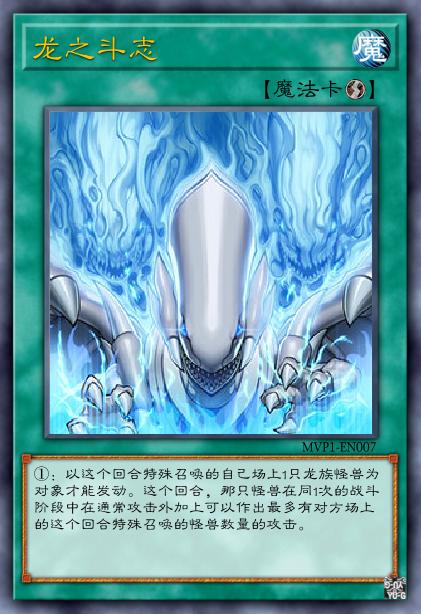 龙之斗志
魔
【魔法卡】
MVP1-EN007
①：以这个回合特殊召唤的自己场上1只龙族怪兽为
对象才能发动。这个回合，那只怪兽在同1次的战斗
阶段中在通常攻击外加上可以作出最多有对方场上
的这个回合特殊召唤的怪兽数量的攻击。